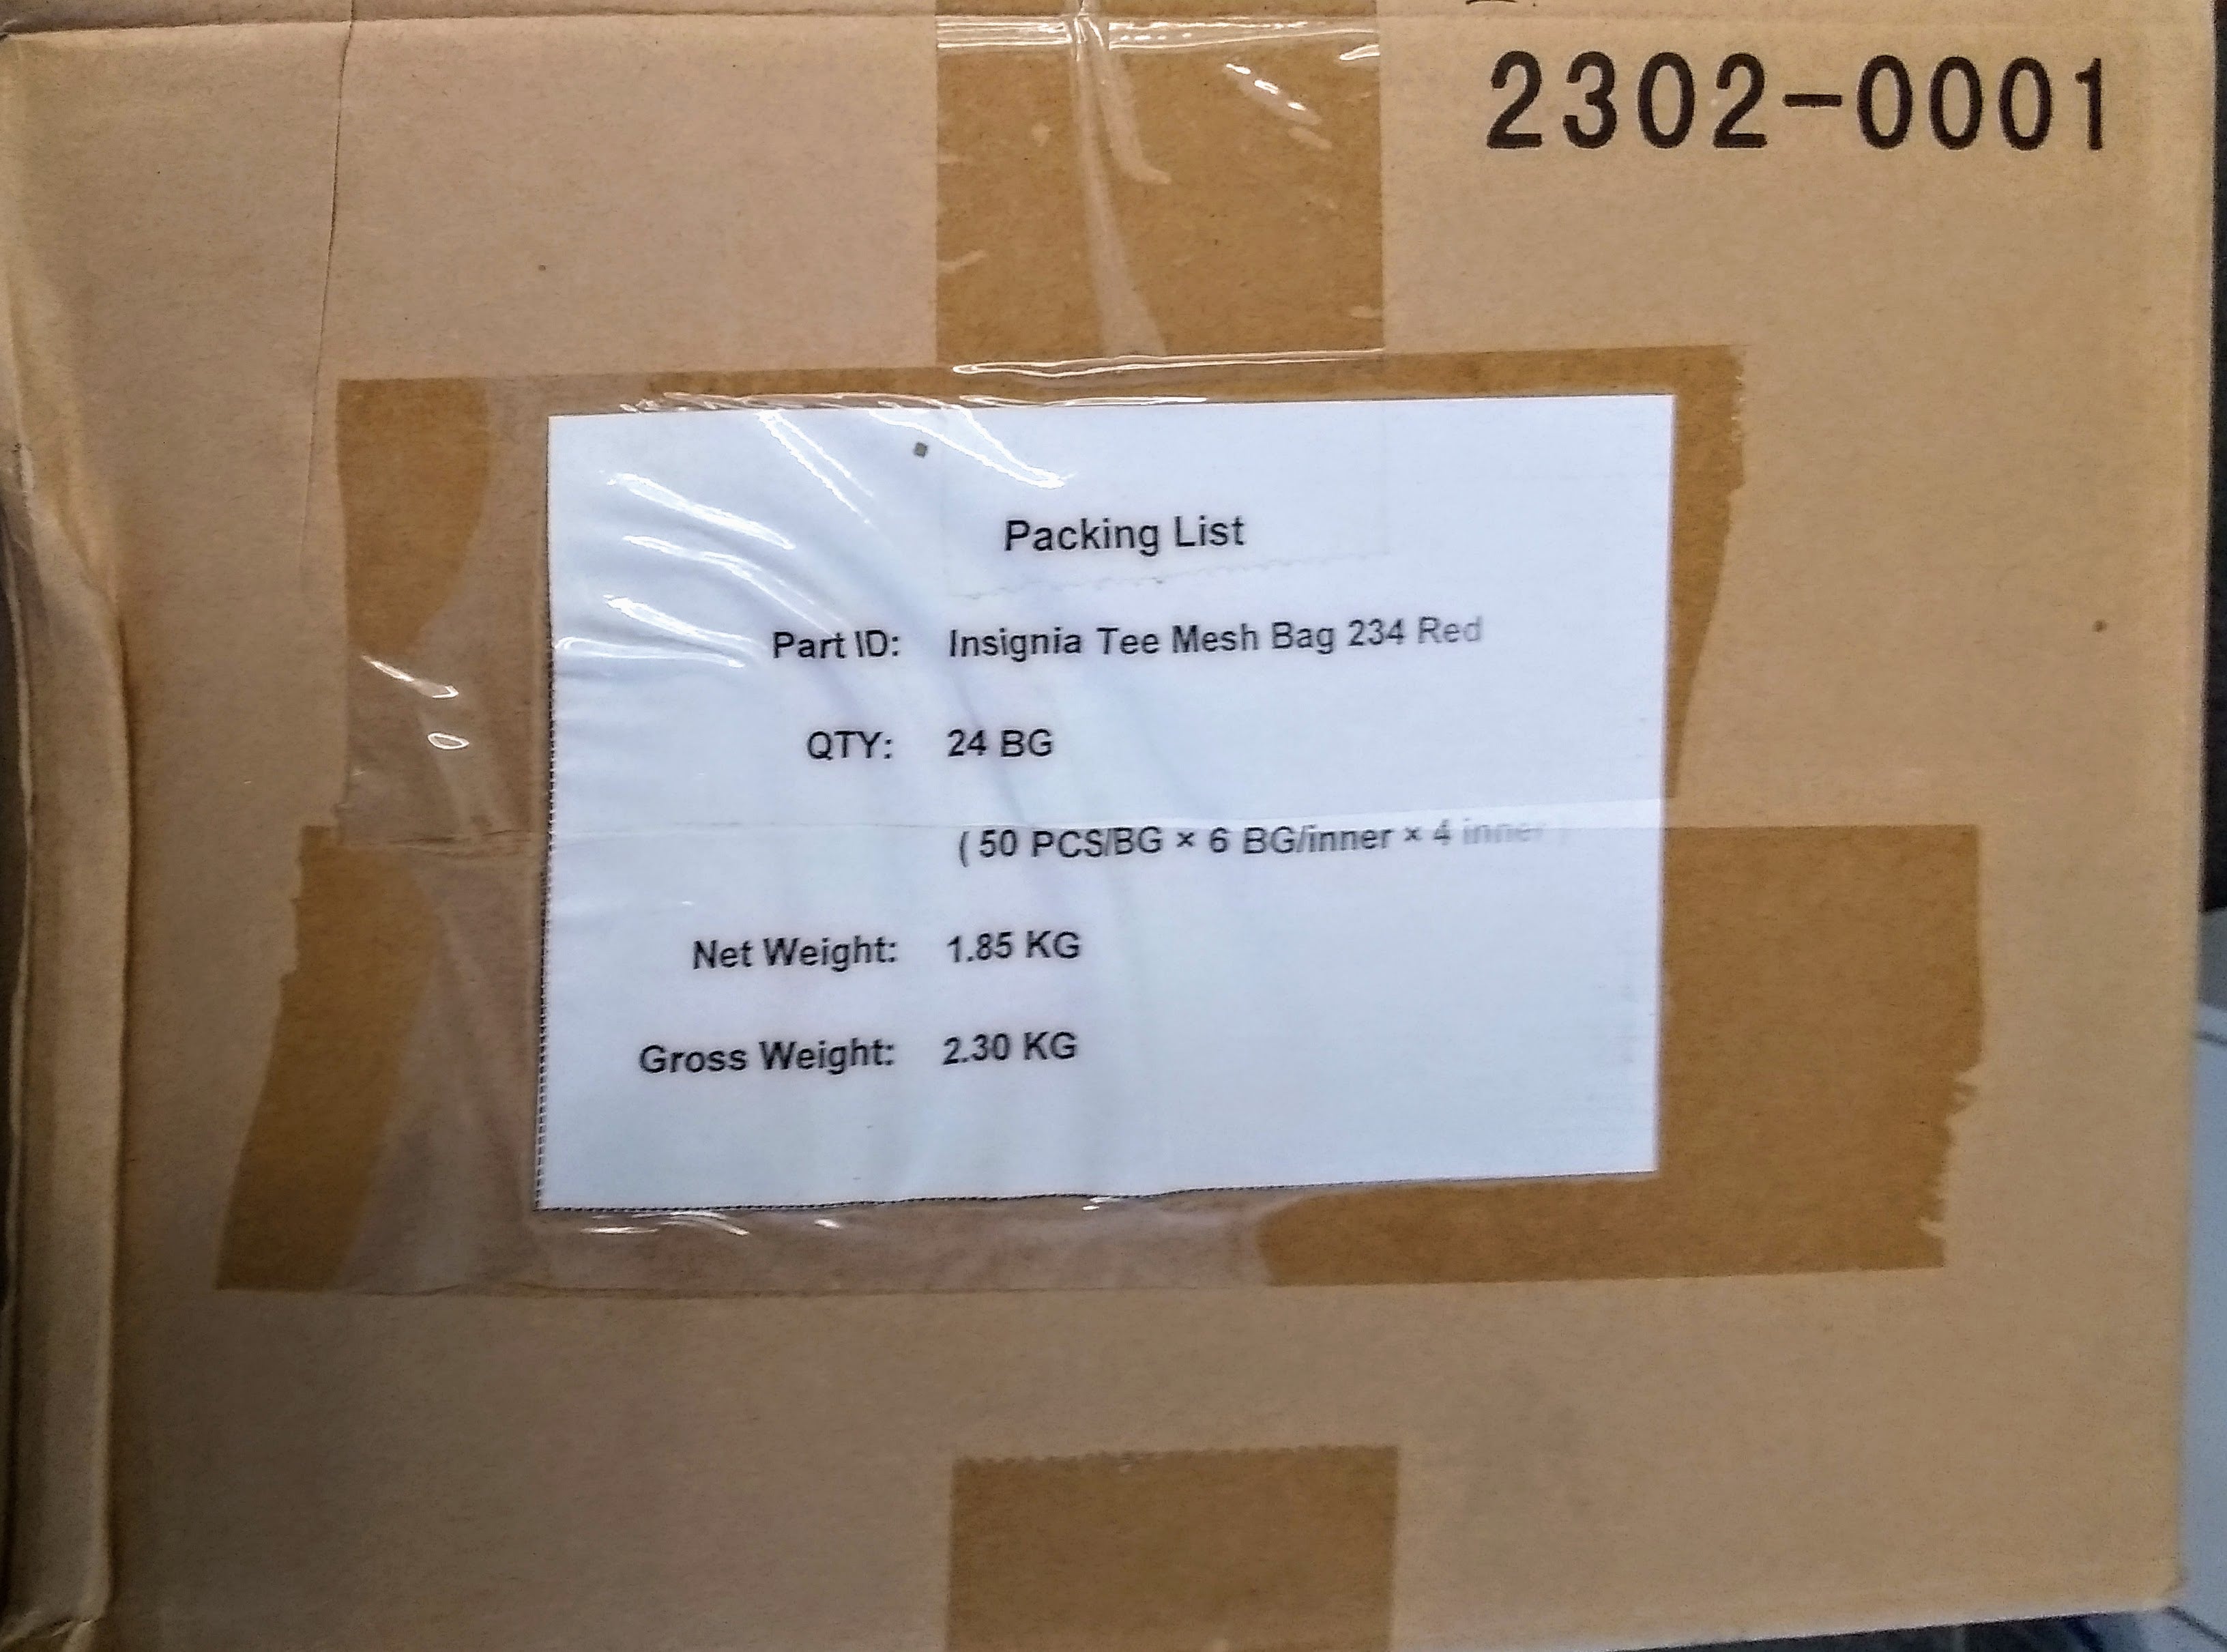 2302-0001
Packing List
Part ID: Insignia Tee Mesh Bag 234 Red
QTY: 24 BG
( 50 PCS/BG × 6 BG/inner × 4 inner )
Net Weight: 1.85 KG
Gross Weight: 2.30 KG